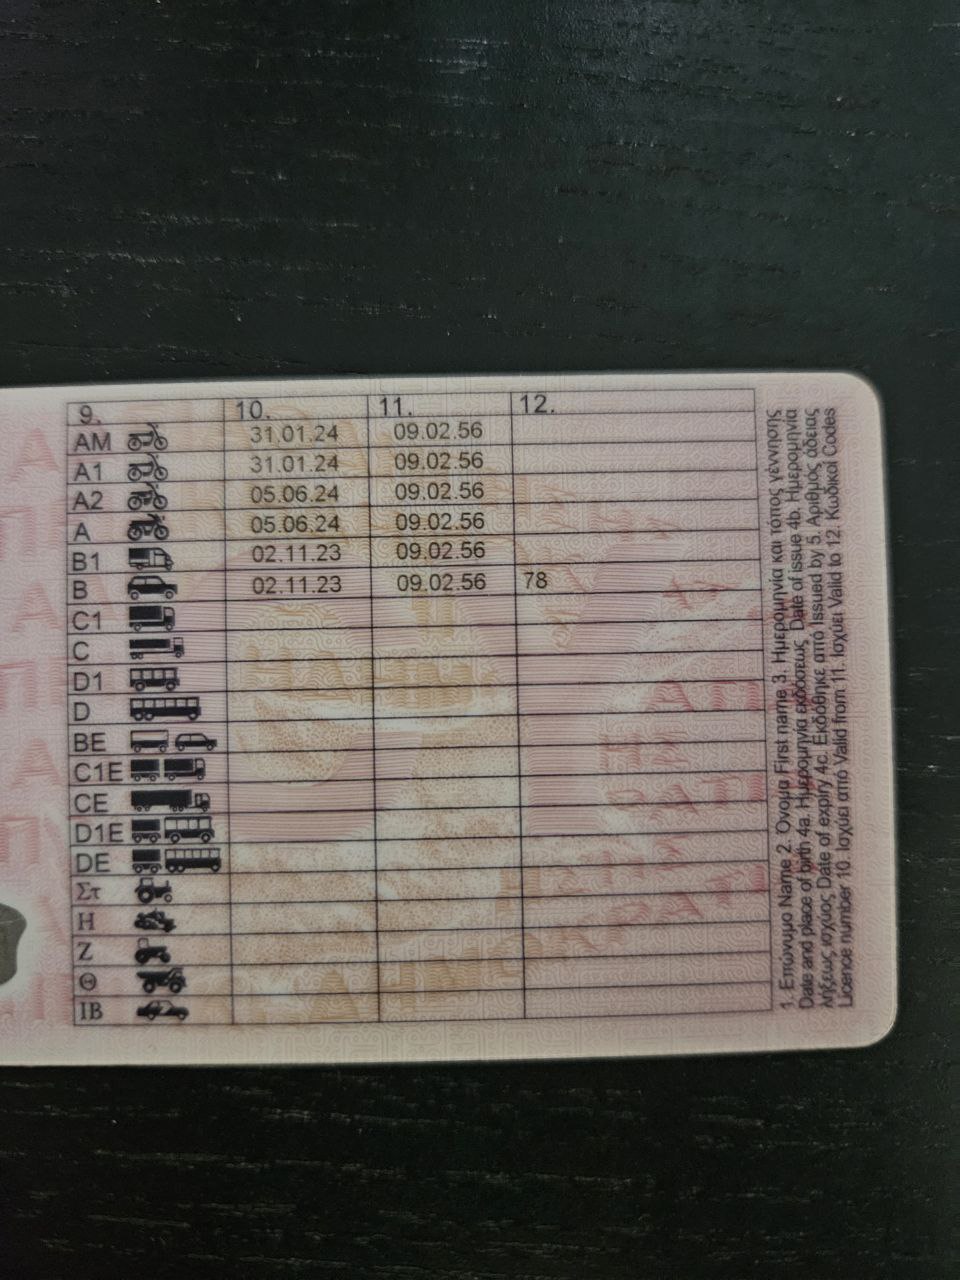 9. 10. 11. 12.
AM 31.01.24 09.02.56
A1 31.01.24 09.02.56
A2 05.06.24 09.02.56
A 05.06.24 09.02.56
B1 02.11.23 09.02.56
B 02.11.23 09.02.56 78
C1
C
D1
D
BE
C1E
CE
D1E
DE
Στ
Η
Ζ
Θ
ΙΒ
1. Επώνυμο Name 2. Όνομα First name 3. Ημερομηνία και τόπος γέννησης
Date and place of birth 4a. Ημερομηνία εκδόσεως Date of issue 4b. Ημερομηνία
λήξεως ισχύος Date of expiry 4c. Εκδόθηκε από Issued by 5. Αριθμός άδειας
Licence number 10. Ισχύει από Valid from 11. Ισχύει Valid to 12. Κωδικοί Codes